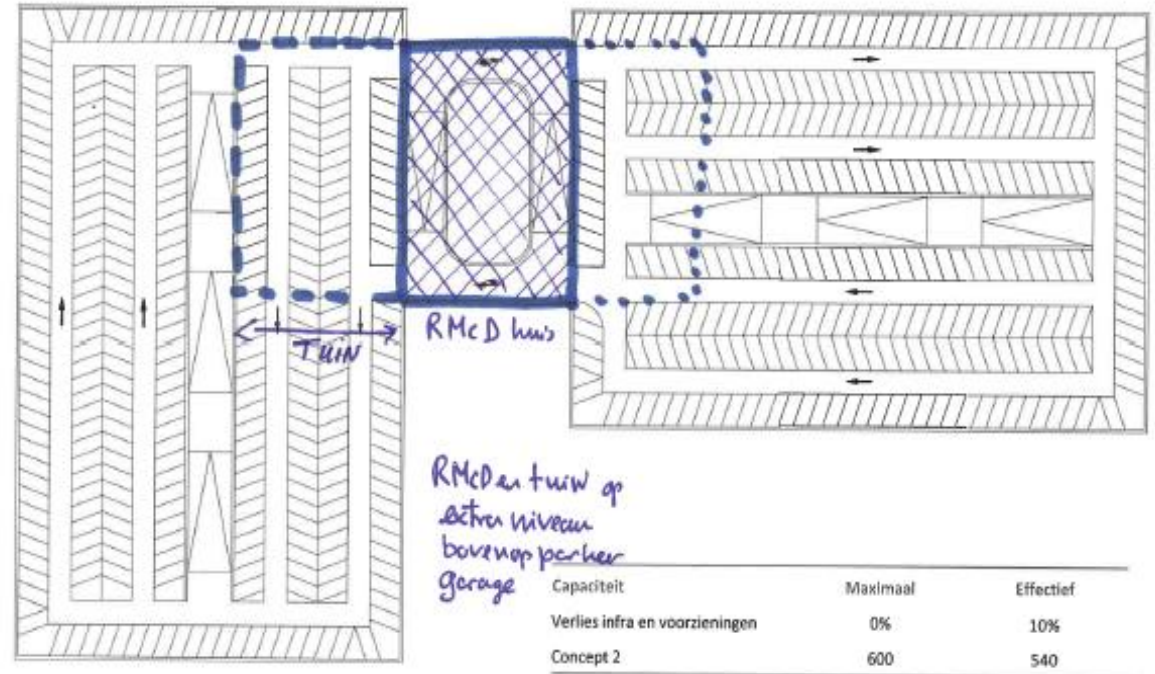 TUIN
RMcD huis
RMcD en tuin op
extra niveau
bovenop parkeer
garage
Capaciteit Maximaal Effectief
Verlies infra en voorzieningen 0% 10%
Concept 2 600 540